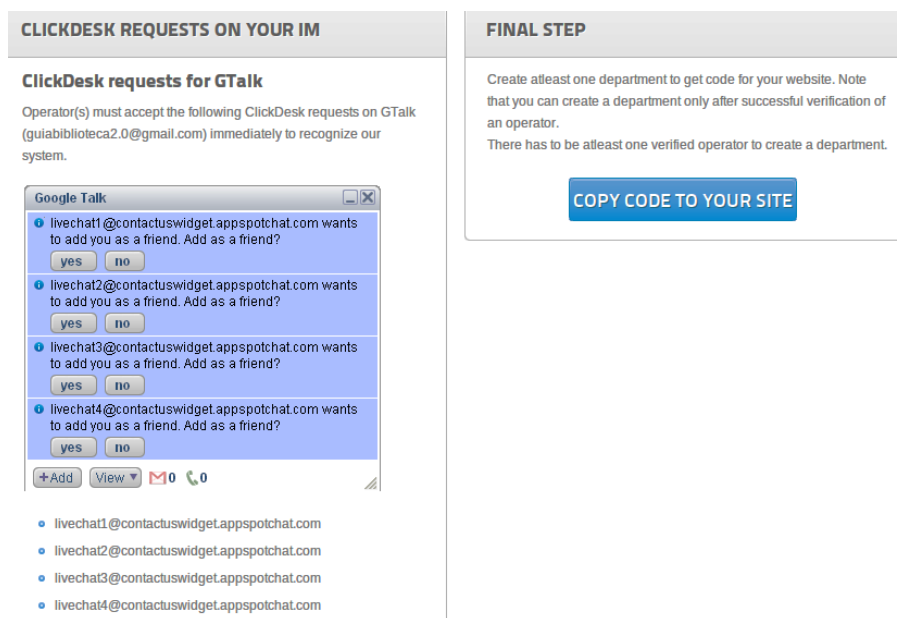 CLICKDESK REQUESTS ON YOUR IM
ClickDesk requests for GTalk
Operator(s) must accept the following ClickDesk requests on GTalk
(guiabiblioteca2.0@gmail.com) immediately to recognize our
system.
Google Talk
livechat1@contactuswidget.appspotchat.com wants
to add you as a friend. Add as a friend?
yes no
livechat2@contactuswidget.appspotchat.com wants
to add you as a friend. Add as a friend?
yes no
livechat3@contactuswidget.appspotchat.com wants
to add you as a friend. Add as a friend?
yes no
livechat4@contactuswidget.appspotchat.com wants
to add you as a friend. Add as a friend?
yes no
+Add View 0 0
livechat1@contactuswidget.appspotchat.com
livechat2@contactuswidget.appspotchat.com
livechat3@contactuswidget.appspotchat.com
livechat4@contactuswidget.appspotchat.com
FINAL STEP
Create atleast one department to get code for your website. Note
that you can create a department only after successful verification of
an operator.
There has to be atleast one verified operator to create a department.
COPY CODE TO YOUR SITE